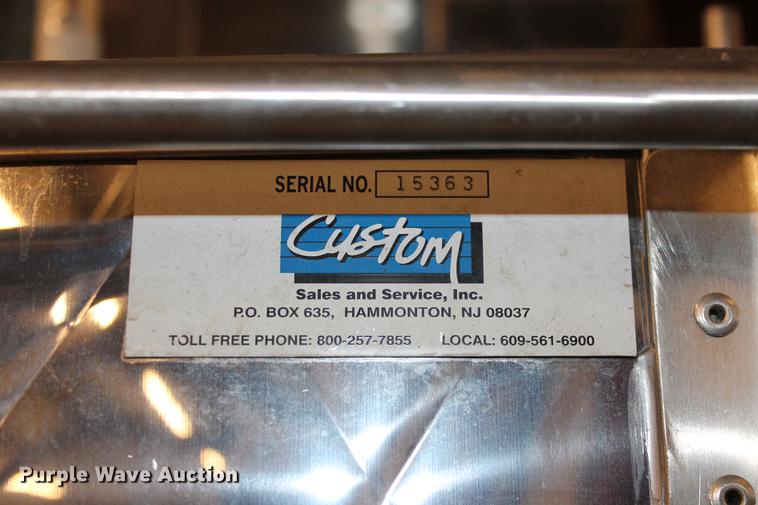 SERIAL NO. 15363
Custom
Sales and Service, Inc.
P.O. BOX 635, HAMMONTON, NJ 08037
TOLL FREE PHONE: 800-257-7855 LOCAL: 609-561-6900
Purple Wave Auction